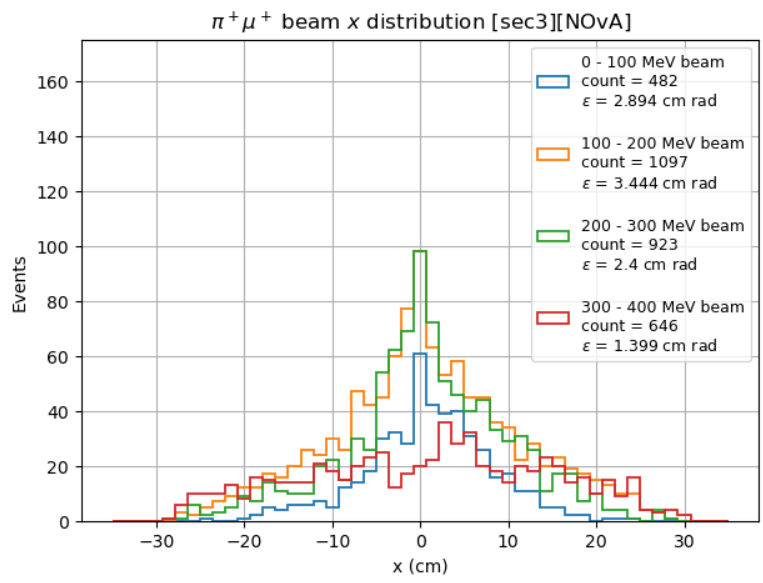 π⁺μ⁺ beam x distribution [sec3][NOvA]
0 - 100 MeV beam
count = 482
ε = 2.894 cm rad
100 - 200 MeV beam
count = 1097
ε = 3.444 cm rad
200 - 300 MeV beam
count = 923
ε = 2.4 cm rad
300 - 400 MeV beam
count = 646
ε = 1.399 cm rad
Events
160
140
120
100
80
60
40
20
0
−30 −20 −10 0 10 20 30
x (cm)